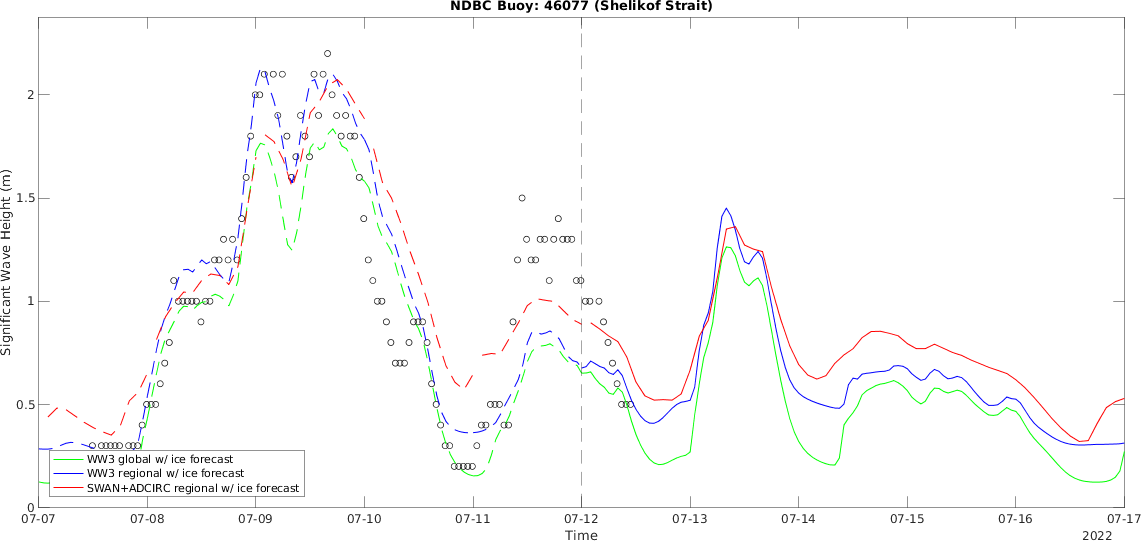 NDBC Buoy: 46077 (Shelikof Strait)
Significant Wave Height (m)
2
1.5
1
0.5
0
WW3 global w/ ice forecast
WW3 regional w/ ice forecast
SWAN+ADCIRC regional w/ ice forecast
07-07 07-08 07-09 07-10 07-11 07-12 07-13 07-14 07-15 07-16 07-17
Time 2022